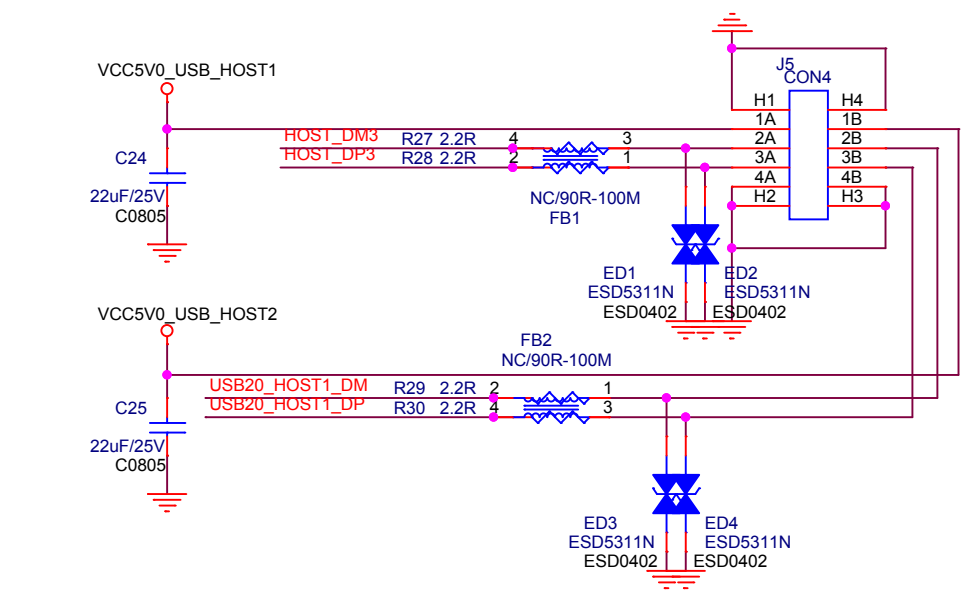 J5
CON4
VCC5V0_USB_HOST1
H1 H4
1A 1B
HOST_DM3 R27 2.2R 4 3 2A 2B
HOST_DP3 R28 2.2R 2 1 3A 3B
C24
4A 4B
22uF/25V
NC/90R-100M
H2 H3
C0805
FB1
ED1 ED2
ESD5311N ESD5311N
ESD0402 ESD0402
VCC5V0_USB_HOST2
FB2
NC/90R-100M
USB20_HOST1_DM R29 2.2R 2 1
USB20_HOST1_DP R30 2.2R 4 3
C25
22uF/25V
C0805
ED3 ED4
ESD5311N ESD5311N
ESD0402 ESD0402